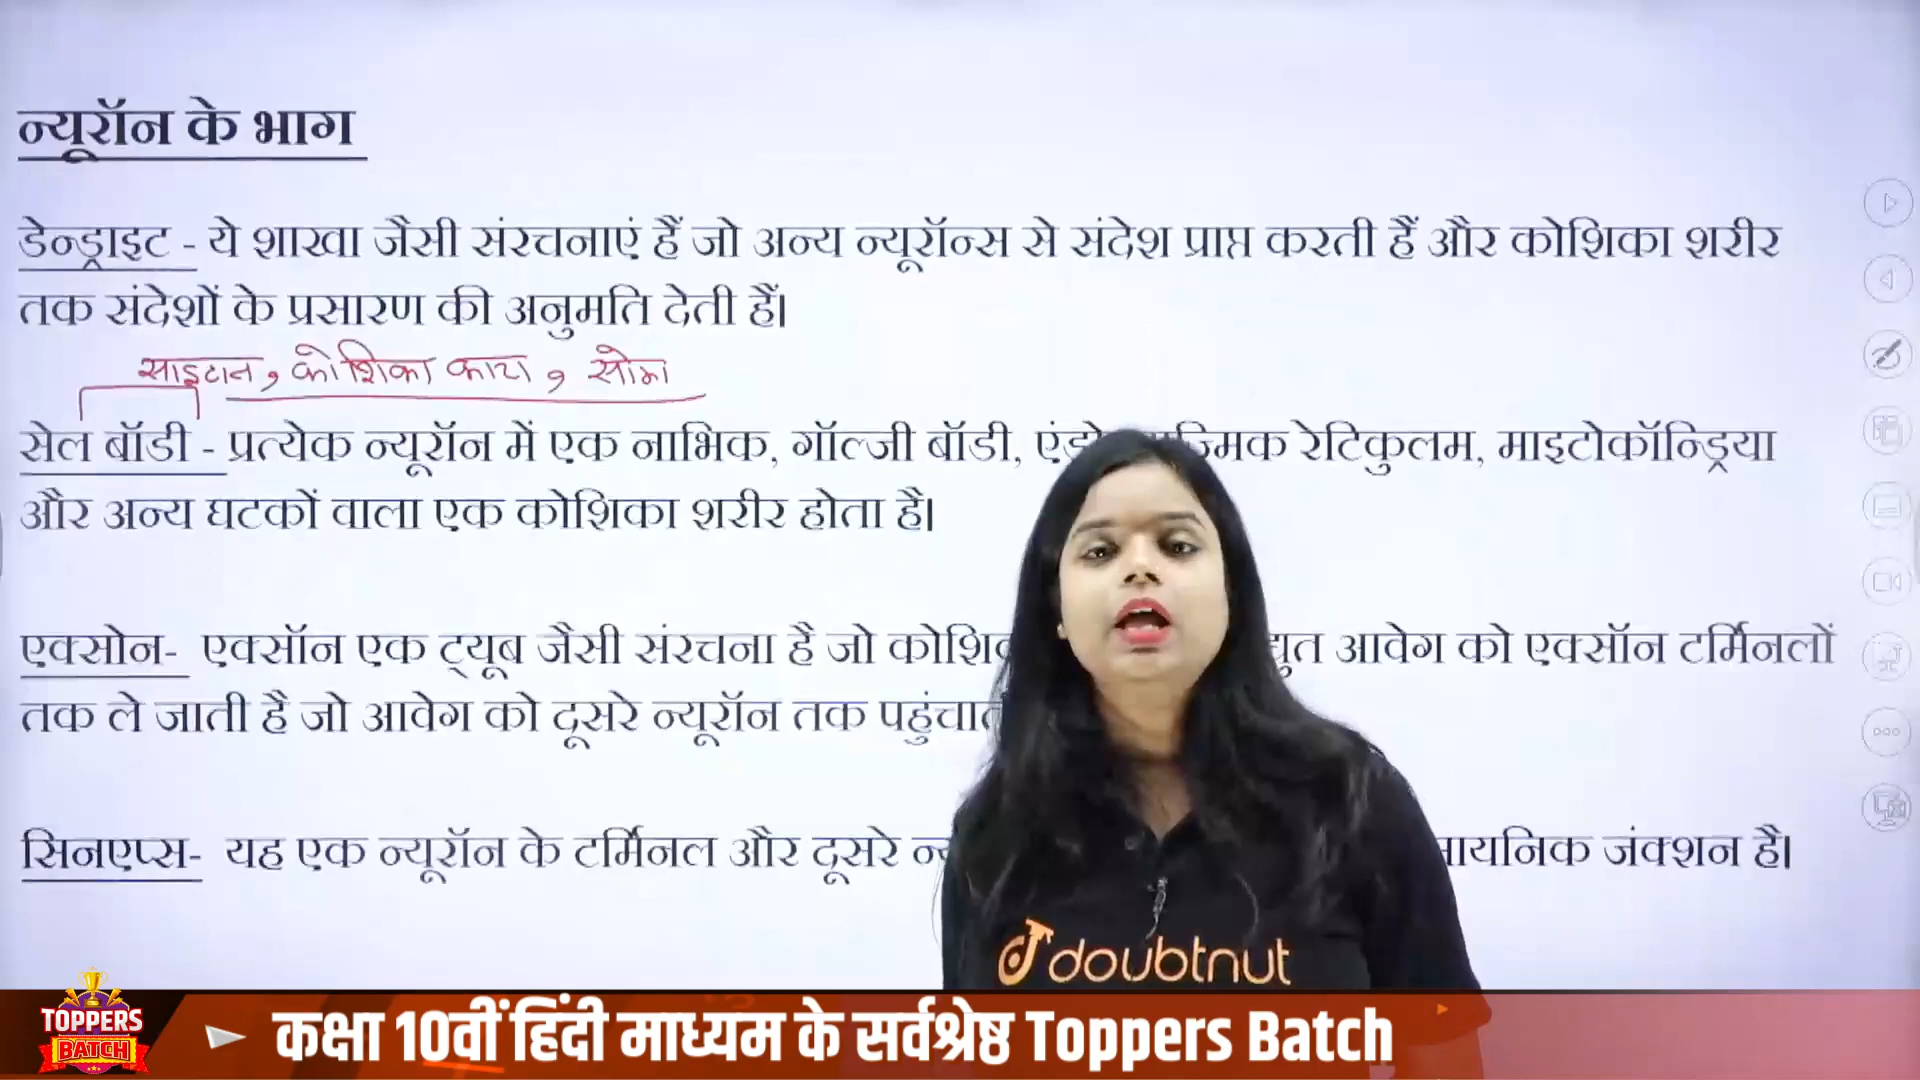 न्यूरॉन के भाग
डेन्ड्राइट - ये शाखा जैसी संरचनाएं हैं जो अन्य न्यूरॉन्स से संदेश प्राप्त करती हैं और कोशिका शरीर
तक संदेशों के प्रसारण की अनुमति देती हैं।
साइटान, कोशिका काय, सोमा
सेल बॉडी - प्रत्येक न्यूरॉन में एक नाभिक, गॉल्जी बॉडी, रेटिकुलम, माइटोकॉन्ड्रिया
और अन्य घटकों वाला एक कोशिका शरीर होता है।
एक्सोन- एक्सॉन एक ट्यूब जैसी संरचना है जो आवेग को एक्सॉन टर्मिनलों
तक ले जाती है जो आवेग को दूसरे न्यूरॉन तक
सिनएप्स- यह एक न्यूरॉन के टर्मिनल और दूसरे जंक्शन है।
doubtnut
TOPPERS
BATCH
कक्षा 10वीं हिंदी माध्यम के सर्वश्रेष्ठ Toppers Batch